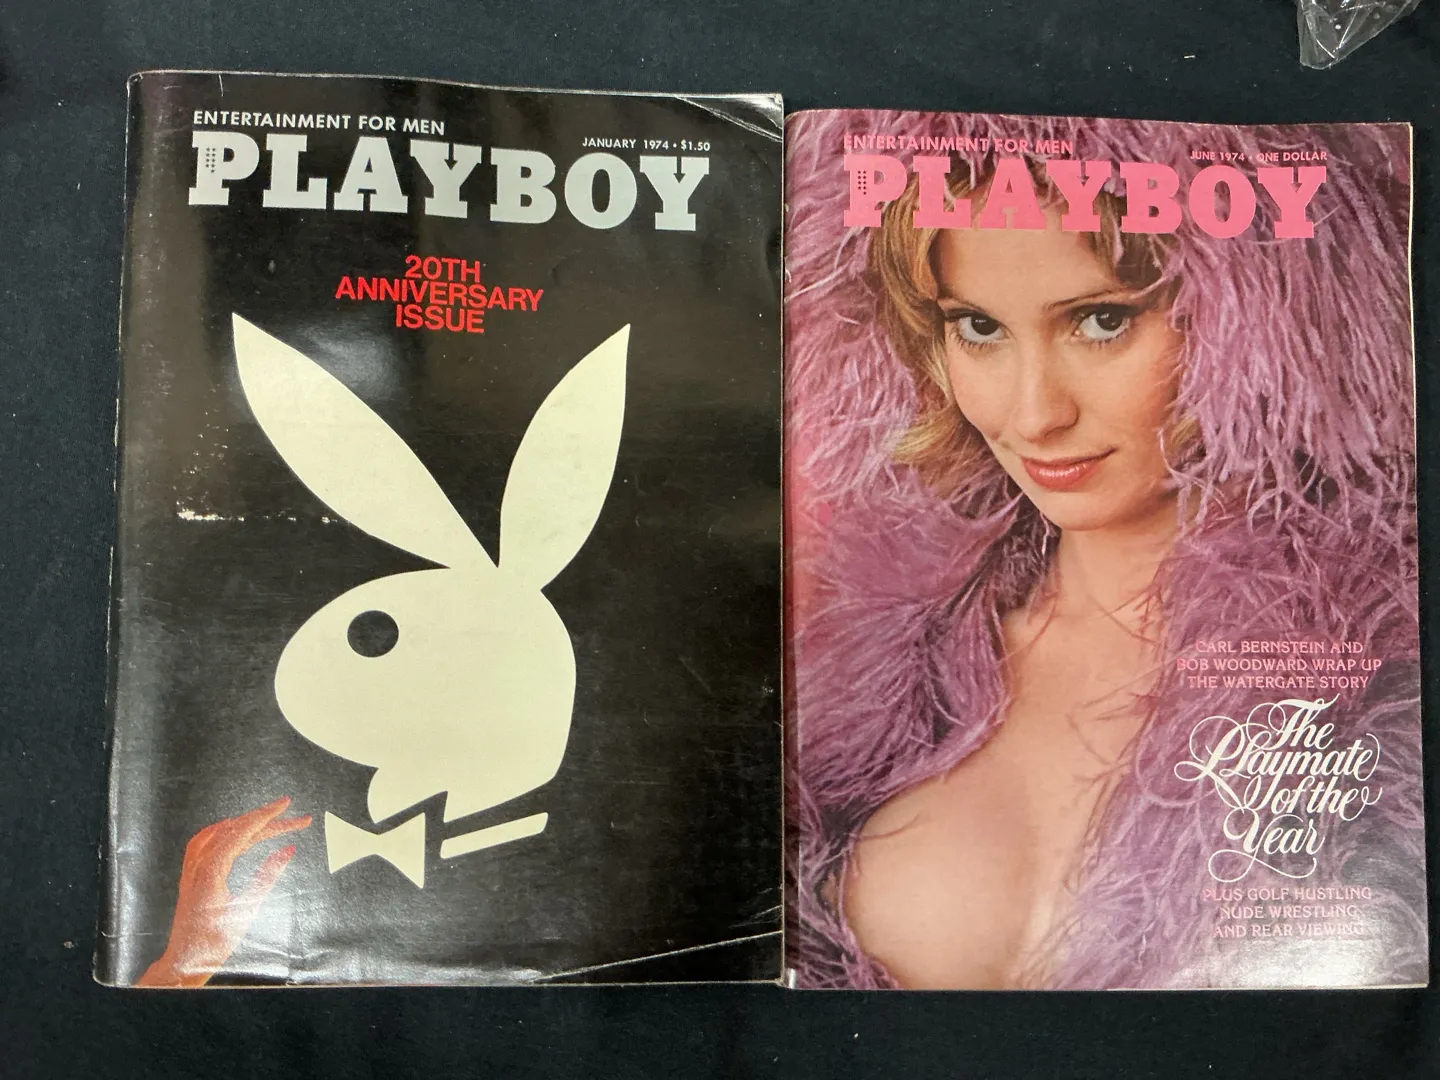 ENTERTAINMENT FOR MEN
PLAYBOY
JANUARY 1974 • $1.50
20TH
ANNIVERSARY
ISSUE
ENTERTAINMENT FOR MEN
PLAYBOY
JUNE 1974 • ONE DOLLAR
CARL BERNSTEIN AND
BOB WOODWARD WRAP UP
THE WATERGATE STORY
The
Playmate
of the
Year
PLUS GOLF HUSTLING
NUDE WRESTLING
AND REAR VIEWING